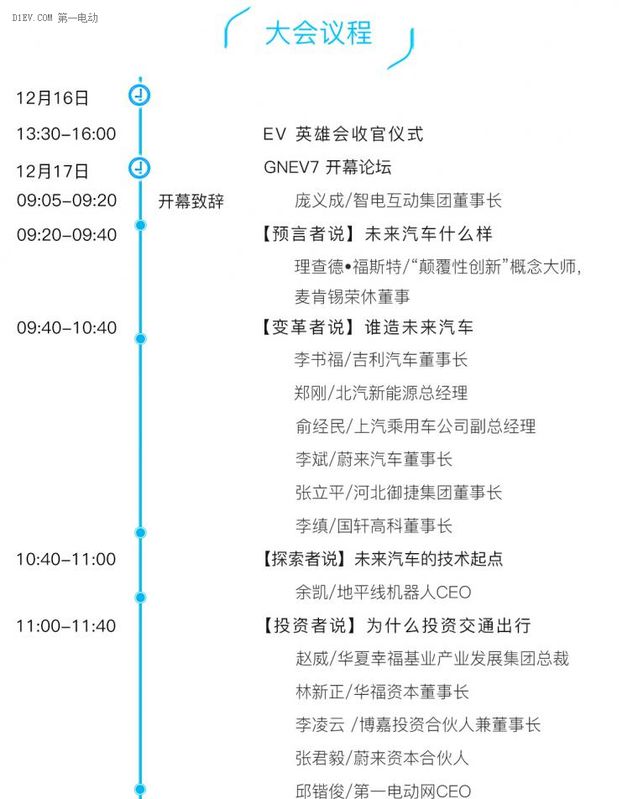 D1EV.COM 第一电动
大会议程
12月16日
13:30-16:00 EV 英雄会收官仪式
12月17日 GNEV7 开幕论坛
09:05-09:20 开幕致辞 庞义成/智电互动集团董事长
09:20-09:40 【预言者说】未来汽车什么样
理查德•福斯特/“颠覆性创新”概念大师,
麦肯锡荣休董事
09:40-10:40 【变革者说】谁造未来汽车
李书福/吉利汽车董事长
郑刚/北汽新能源总经理
俞经民/上汽乘用车公司副总经理
李斌/蔚来汽车董事长
张立平/河北御捷集团董事长
李缜/国轩高科董事长
10:40-11:00 【探索者说】未来汽车的技术起点
余凯/地平线机器人CEO
11:00-11:40 【投资者说】为什么投资交通出行
赵威/华夏幸福基业产业发展集团总裁
林新正/华福资本董事长
李凌云 /博嘉投资合伙人兼董事长
张君毅/蔚来资本合伙人
邱锴俊/第一电动网CEO